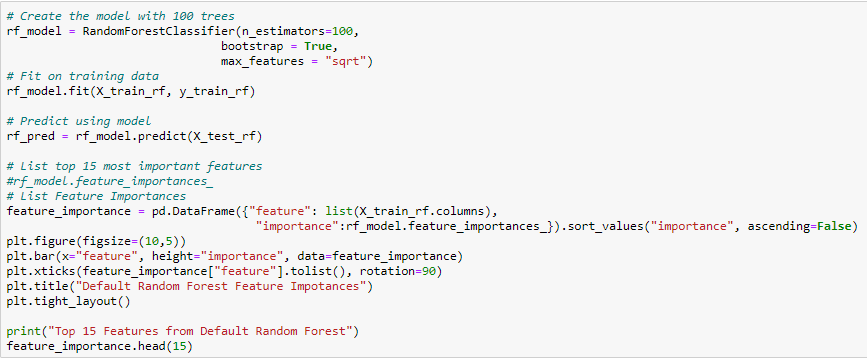 # Create the model with 100 trees
rf_model = RandomForestClassifier(n_estimators=100,
                               bootstrap = True,
                               max_features = "sqrt")
# Fit on training data
rf_model.fit(X_train_rf, y_train_rf)

# Predict using model
rf_pred = rf_model.predict(X_test_rf)

# List top 15 most important features
#rf_model.feature_importances_
# List Feature Importances
feature_importance = pd.DataFrame({"feature": list(X_train_rf.columns),
                                    "importance":rf_model.feature_importances_}).sort_values("importance", ascending=False)
plt.figure(figsize=(10,5))
plt.bar(x="feature", height="importance", data=feature_importance)
plt.xticks(feature_importance["feature"].tolist(), rotation=90)
plt.title("Default Random Forest Feature Impotances")
plt.tight_layout()

print("Top 15 Features from Default Random Forest")
feature_importance.head(15)